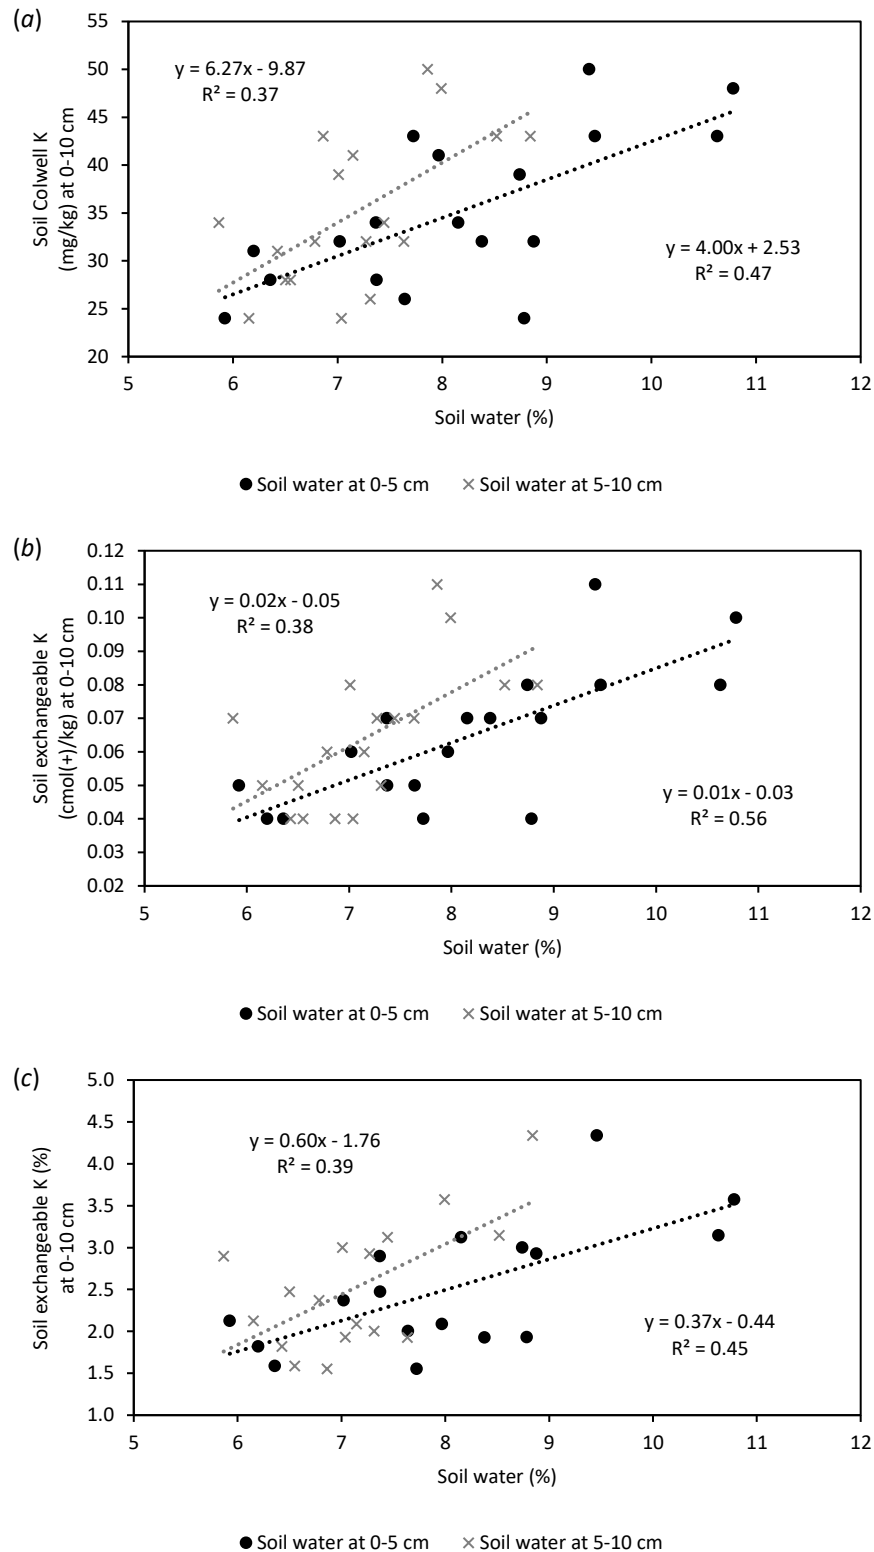 (a)
55
50
45
40
35
30
25
20
y = 6.27x - 9.87
R² = 0.37
y = 4.00x + 2.53
R² = 0.47
Soil Colwell K
(mg/kg) at 0-10 cm
5 6 7 8 9 10 11 12
Soil water (%)
Soil water at 0-5 cm Soil water at 5-10 cm
(b)
0.12
0.11
0.10
0.09
0.08
0.07
0.06
0.05
0.04
0.03
0.02
y = 0.02x - 0.05
R² = 0.38
y = 0.01x - 0.03
R² = 0.56
Soil exchangeable K
(cmol(+)/kg) at 0-10 cm
5 6 7 8 9 10 11 12
Soil water (%)
Soil water at 0-5 cm Soil water at 5-10 cm
(c)
5.0
4.5
4.0
3.5
3.0
2.5
2.0
1.5
1.0
y = 0.60x - 1.76
R² = 0.39
y = 0.37x - 0.44
R² = 0.45
Soil exchangeable K (%)
at 0-10 cm
5 6 7 8 9 10 11 12
Soil water (%)
Soil water at 0-5 cm Soil water at 5-10 cm